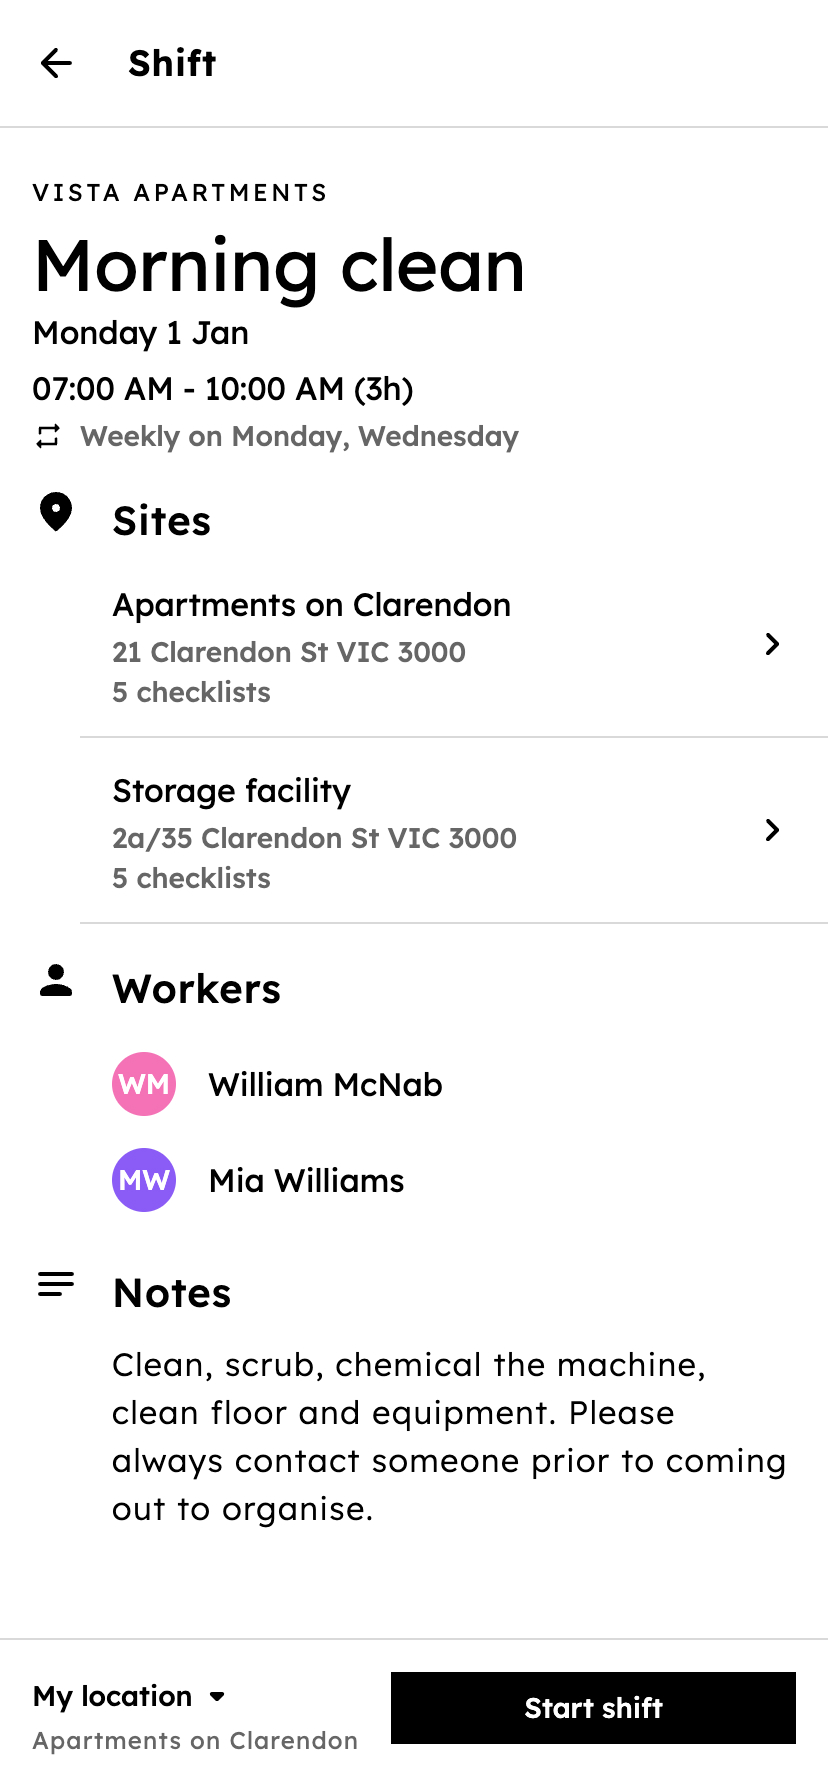 Shift
VISTA APARTMENTS
Morning clean
Monday 1 Jan
07:00 AM - 10:00 AM (3h)
Weekly on Monday, Wednesday
Sites
Apartments on Clarendon
21 Clarendon St VIC 3000
5 checklists
Storage facility
2a/35 Clarendon St VIC 3000
5 checklists
Workers
WM William McNab
MW Mia Williams
Notes
Clean, scrub, chemical the machine,
clean floor and equipment. Please
always contact someone prior to coming
out to organise.
My location
Apartments on Clarendon
Start shift